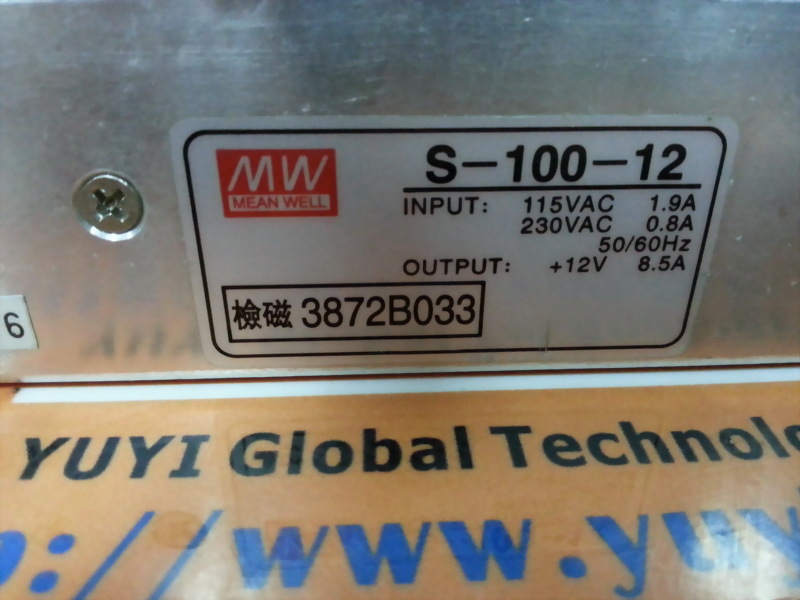 MW
MEAN WELL
S-100-12
INPUT: 115VAC 1.9A
230VAC 0.8A
50/60Hz
OUTPUT: +12V 8.5A
檢磁 3872B033
6
YUYI Global Technolo
p://www.yuy